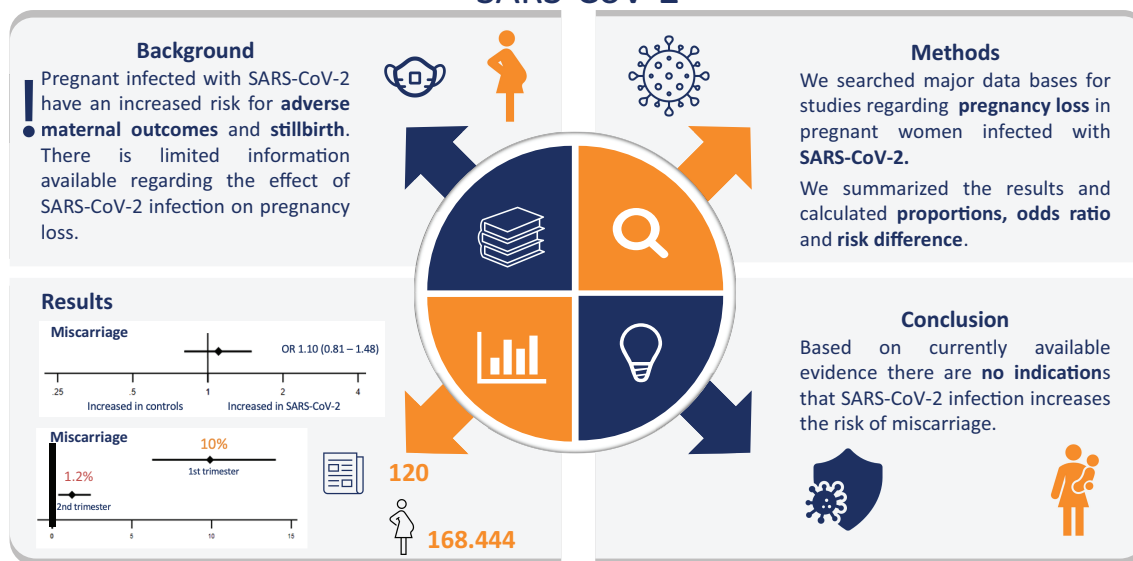 SARS-CoV-2
Background
Pregnant infected with SARS-CoV-2
! have an increased risk for adverse
maternal outcomes and stillbirth.
There is limited information
available regarding the effect of
SARS-CoV-2 infection on pregnancy
loss.
Methods
We searched major data bases for
studies regarding pregnancy loss in
pregnant women infected with
SARS-CoV-2.
We summarized the results and
calculated proportions, odds ratio
and risk difference.
Results
Miscarriage
OR 1.10 (0.81 – 1.48)
.25 .5 1 2 4
Increased in controls Increased in SARS-CoV-2
Miscarriage
10%
1st trimester
1.2%
2nd trimester
0 5 10 15
120
168.444
Conclusion
Based on currently available
evidence there are no indications
that SARS-CoV-2 infection increases
the risk of miscarriage.